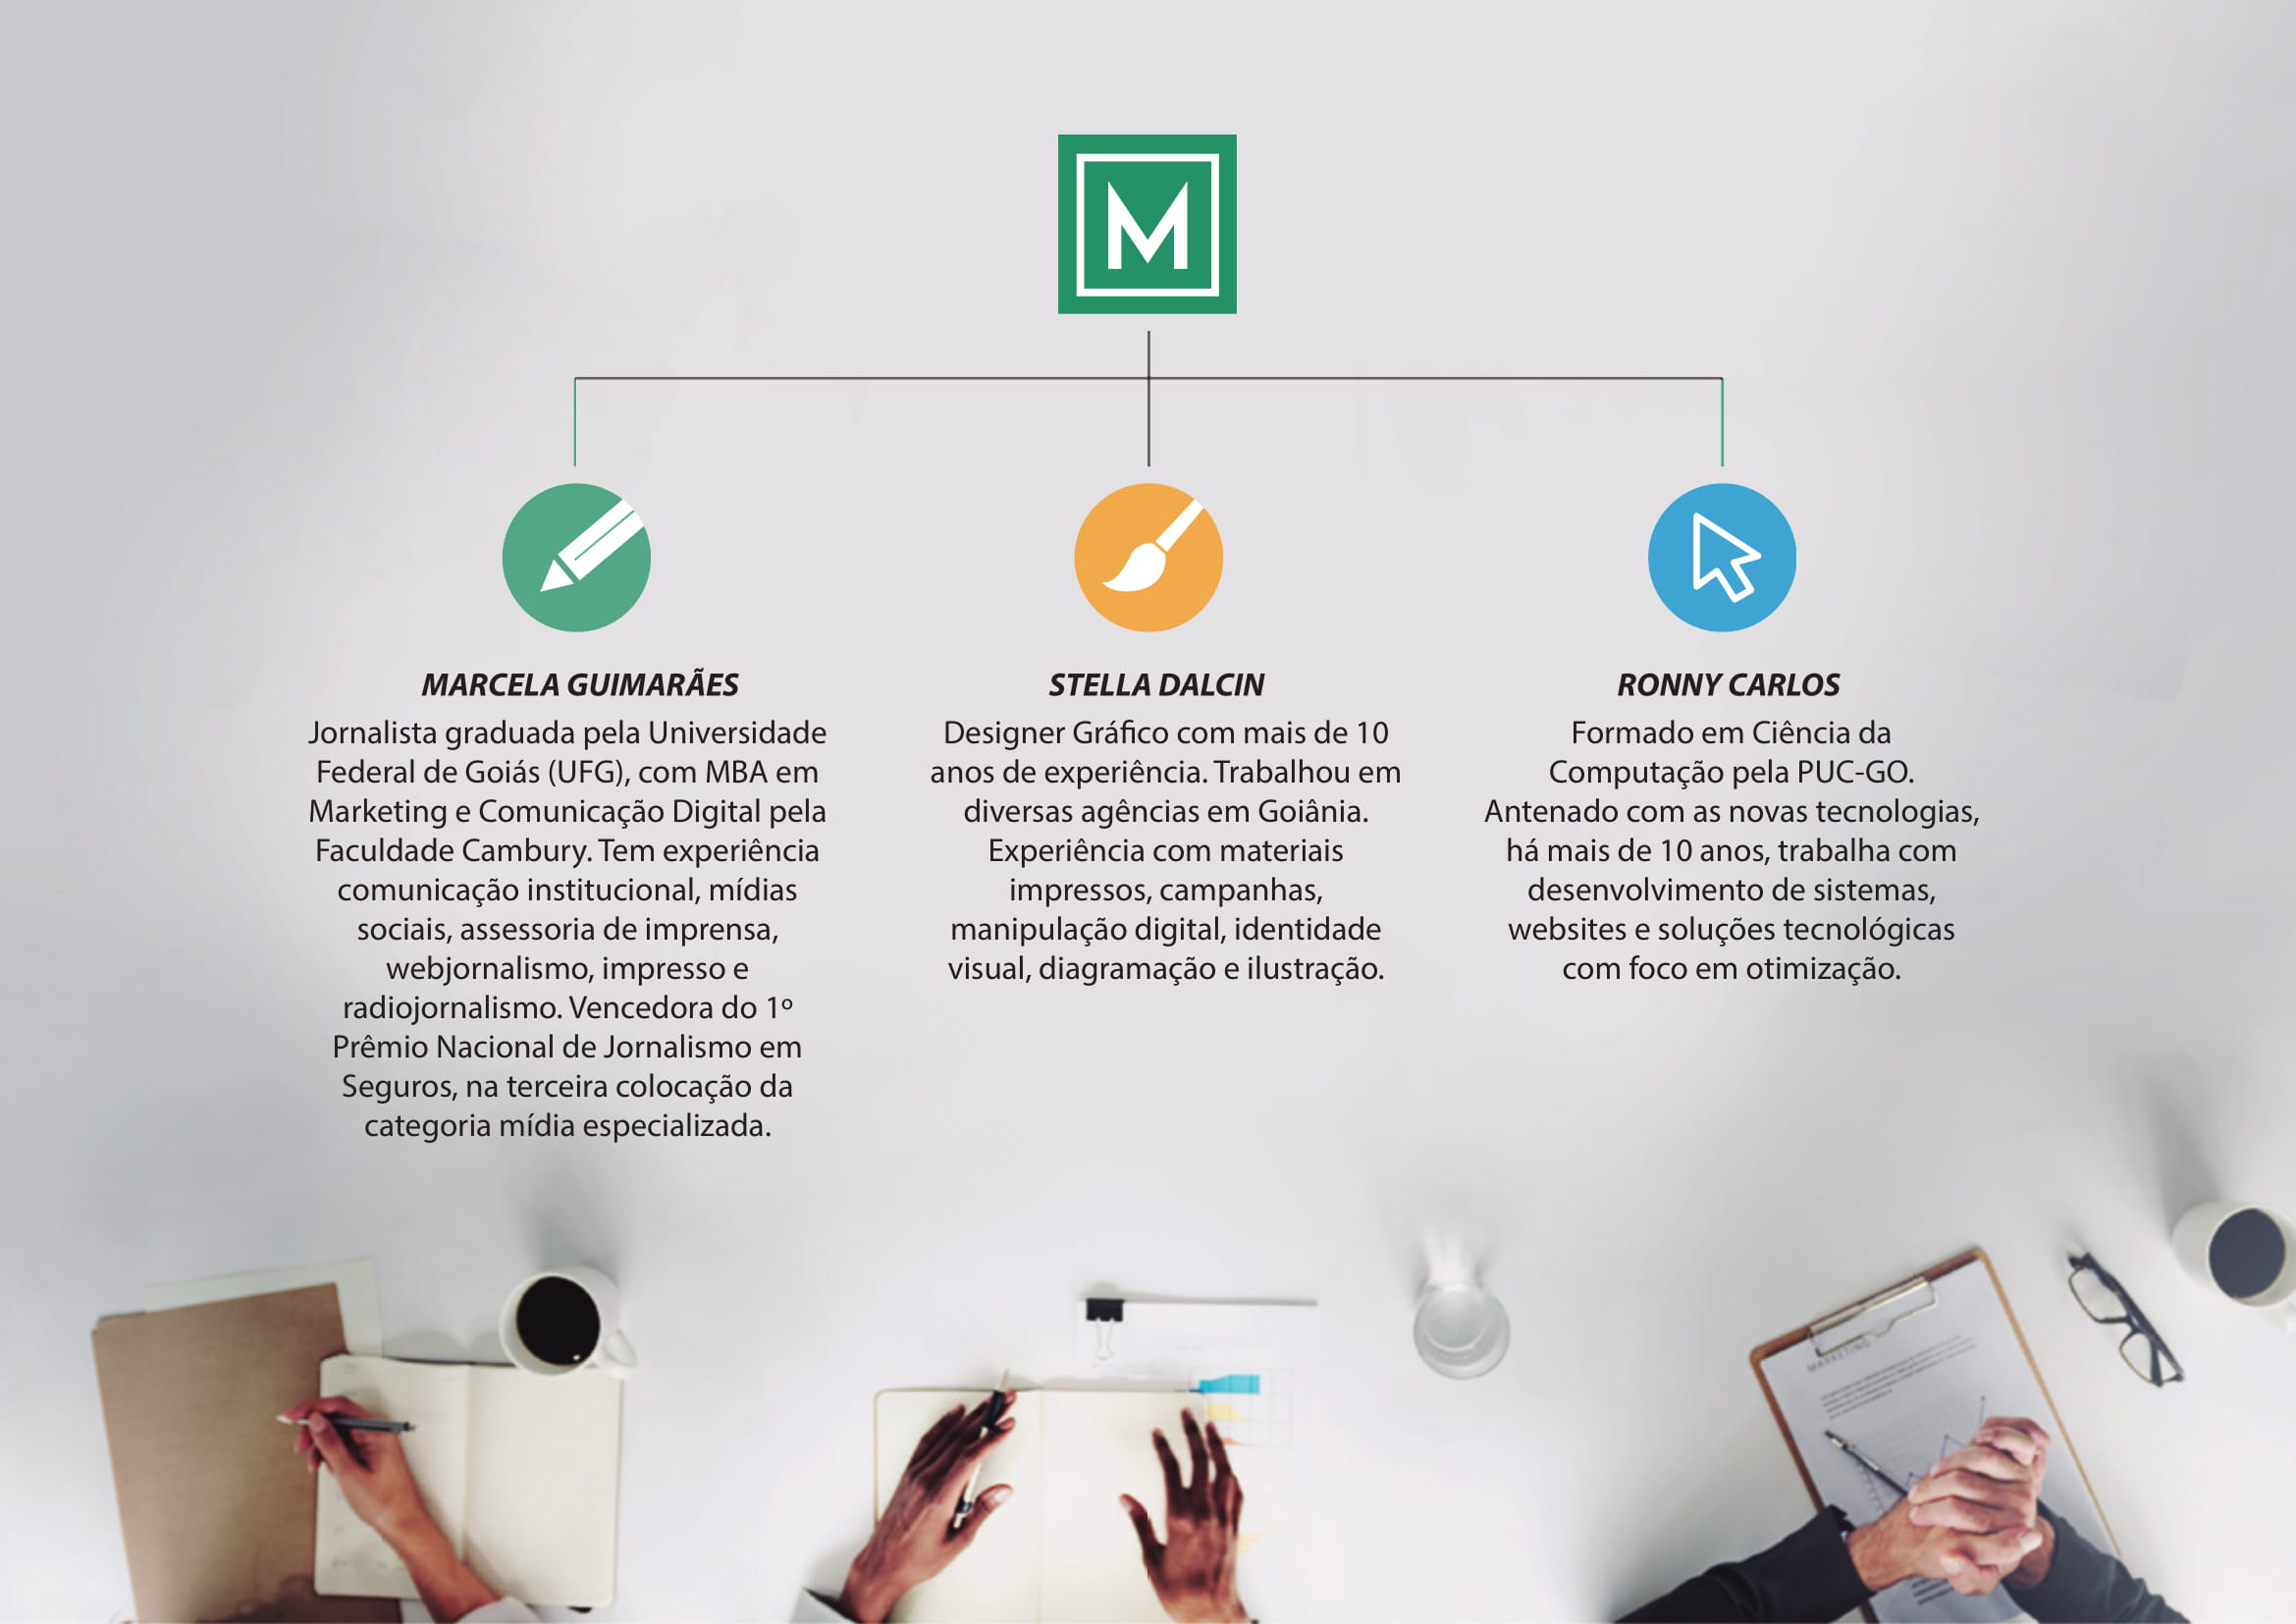 M
MARCELA GUIMARÃES
Jornalista graduada pela Universidade
Federal de Goiás (UFG), com MBA em
Marketing e Comunicação Digital pela
Faculdade Cambury. Tem experiência
comunicação institucional, mídias
sociais, assessoria de imprensa,
webjornalismo, impresso e
radiojornalismo. Vencedora do 1º
Prêmio Nacional de Jornalismo em
Seguros, na terceira colocação da
categoria mídia especializada.
STELLA DALCIN
Designer Gráfico com mais de 10
anos de experiência. Trabalhou em
diversas agências em Goiânia.
Experiência com materiais
impressos, campanhas,
manipulação digital, identidade
visual, diagramação e ilustração.
RONNY CARLOS
Formado em Ciência da
Computação pela PUC-GO.
Antenado com as novas tecnologias,
há mais de 10 anos, trabalha com
desenvolvimento de sistemas,
websites e soluções tecnológicas
com foco em otimização.
MARKETING